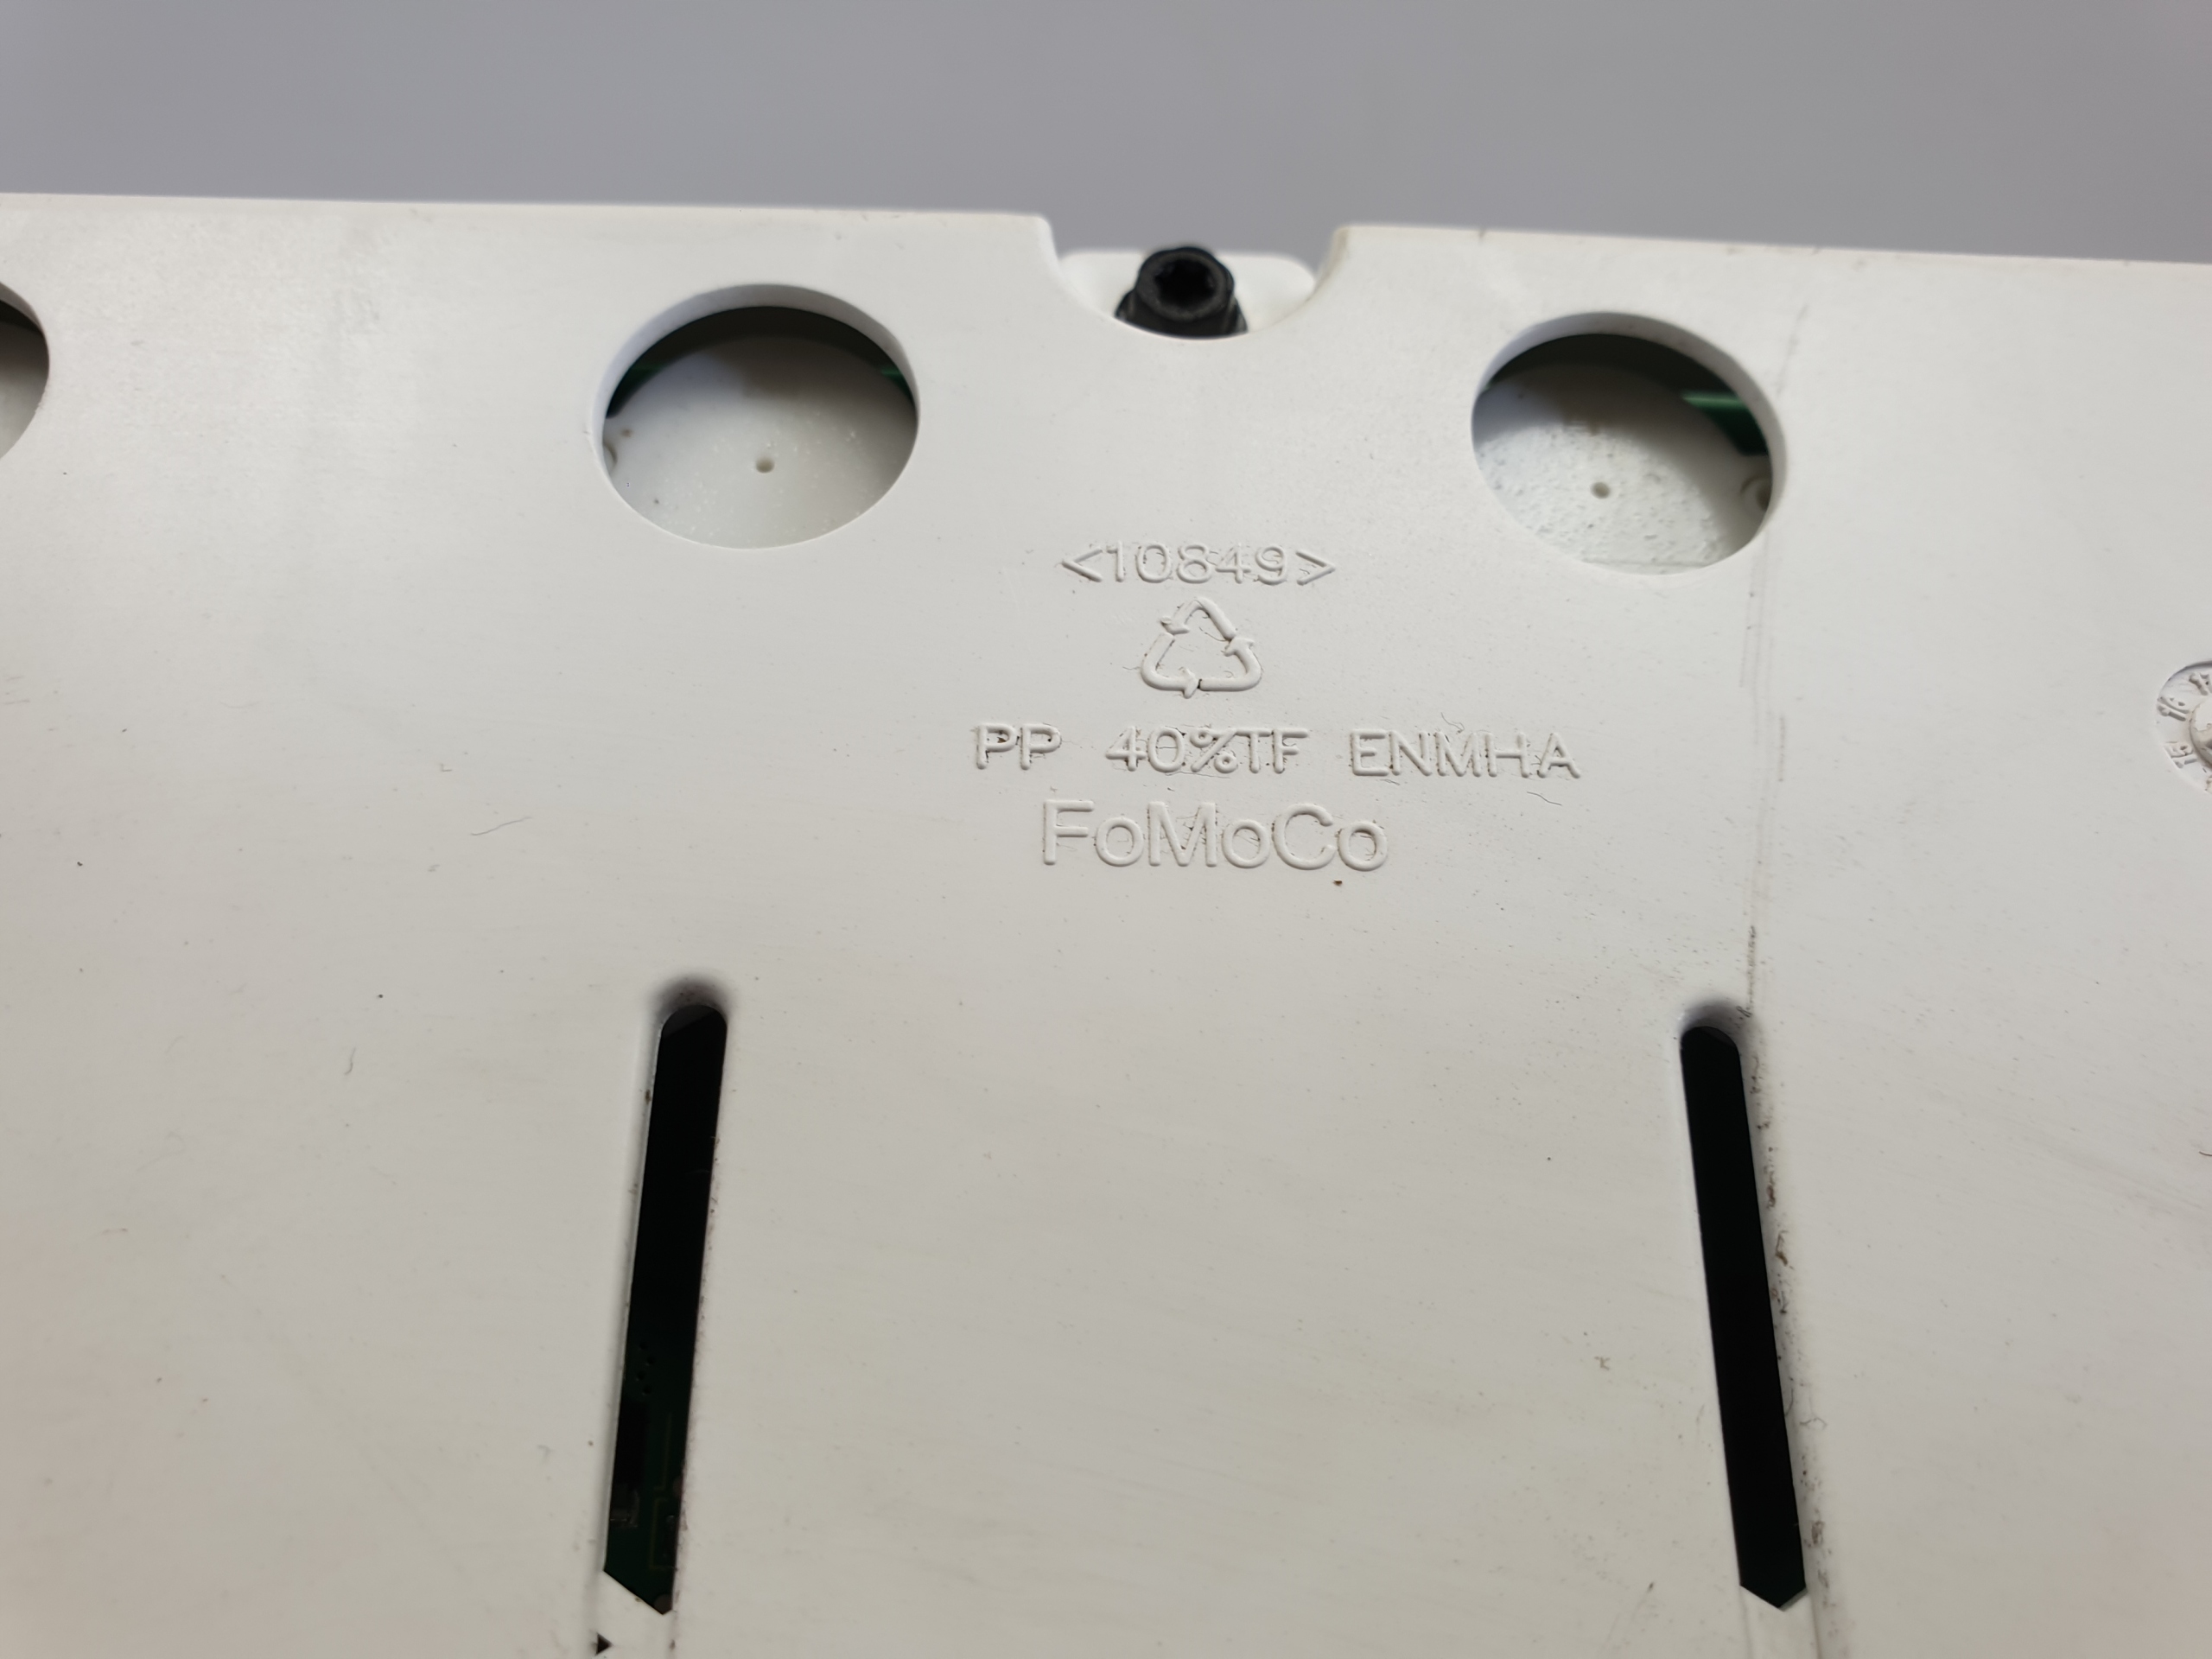 <10849>
PP 40%TF ENMHA
FoMoCo